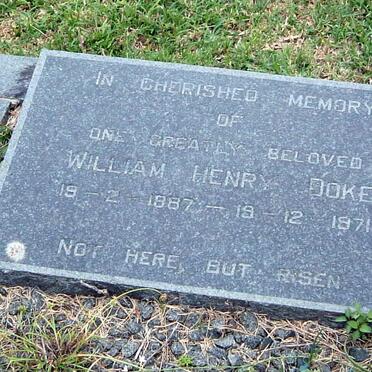 IN CHERISHED MEMORY
OF
ONE GREATLY BELOVED
WILLIAM HENRY DOKE
19 - 2 - 1887 - 19 - 12 1971
NOT HERE, BUT RISEN